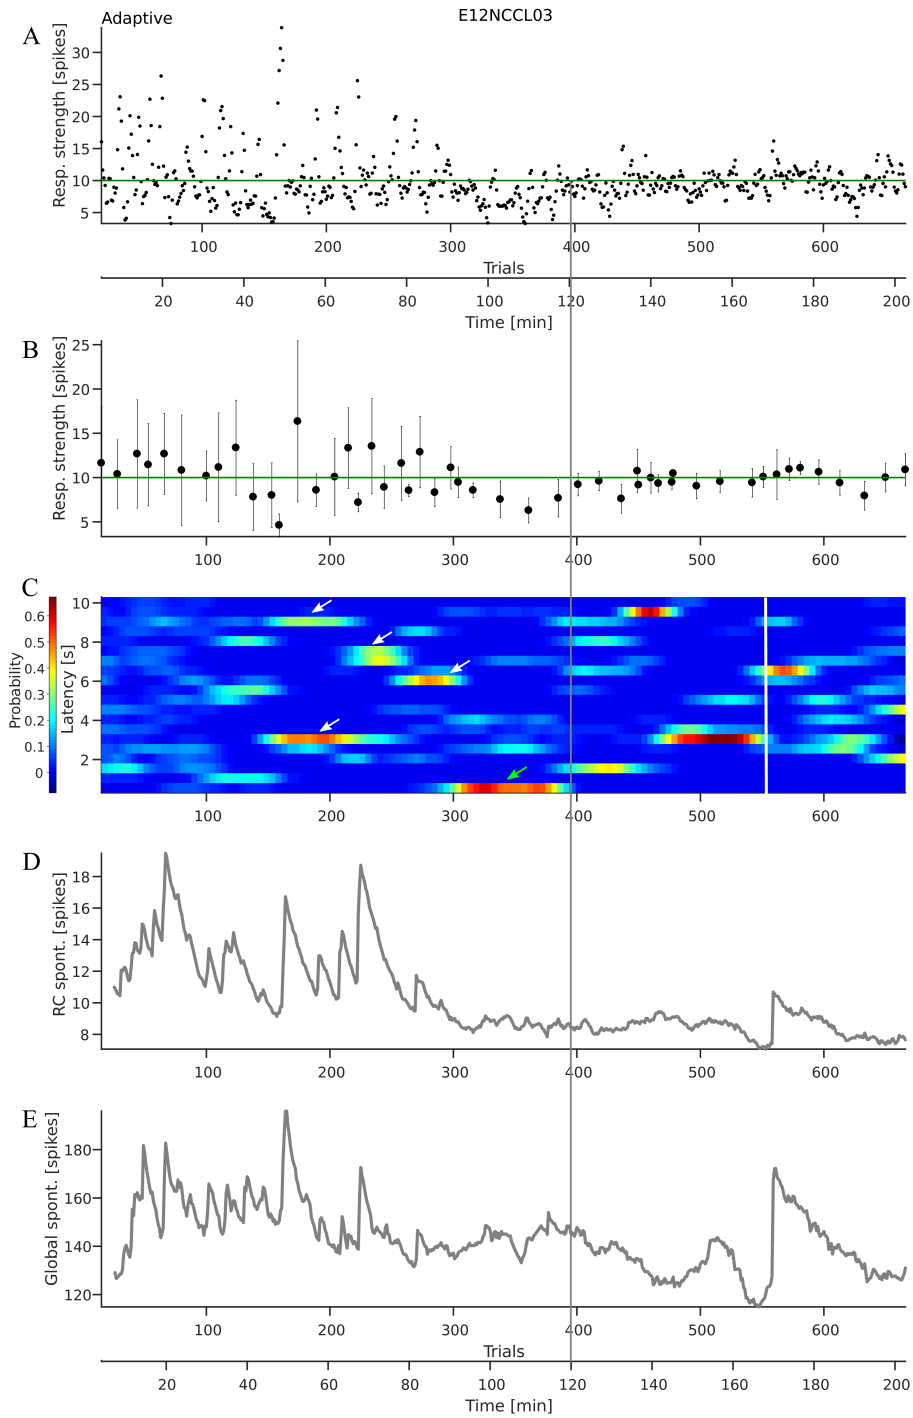 Adaptive E12NCCL03
A
Resp. strength [spikes]
30
25
20
15
10
5
100 200 300 400 500 600
Trials
20 40 60 80 100 120 140 160 180 200
Time [min]
B
Resp. strength [spikes]
25
20
15
10
5
100 200 300 400 500 600
C
Probability
0.6
0.5
0.4
0.3
0.2
0.1
0
Latency [s]
10
8
6
4
2
100 200 300 400 500 600
D
RC spont. [spikes]
18
16
14
12
10
8
100 200 300 400 500 600
E
Global spont. [spikes]
180
160
140
120
100 200 300 400 500 600
Trials
20 40 60 80 100 120 140 160 180 200
Time [min]